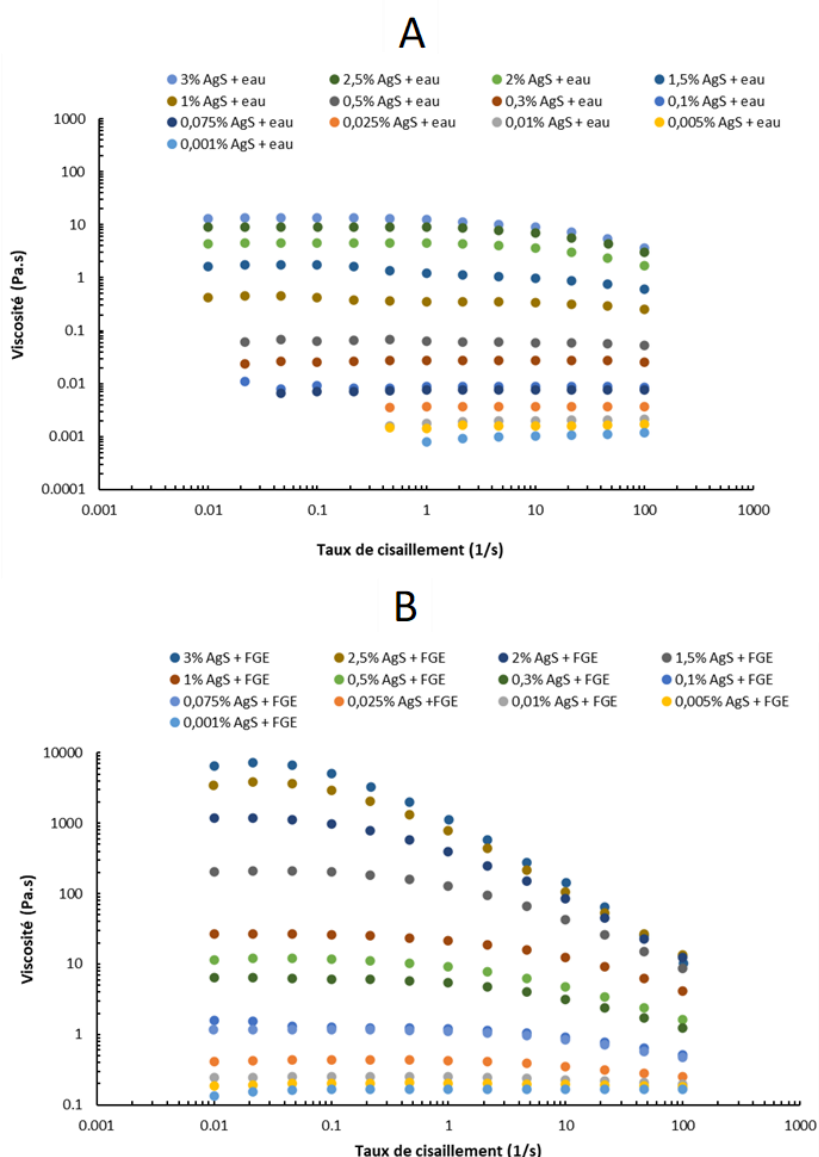 A
3% AgS + eau 2,5% AgS + eau 2% AgS + eau 1,5% AgS + eau
1% AgS + eau 0,5% AgS + eau 0,3% AgS + eau 0,1% AgS + eau
0,075% AgS + eau 0,025% AgS + eau 0,01% AgS + eau 0,005% AgS + eau
0,001% AgS + eau
1000
100
10
1
0.1
0.01
0.001
0.0001
Viscosité (Pa.s)
0.001 0.01 0.1 1 10 100 1000
Taux de cisaillement (1/s)
B
3% AgS + FGE 2,5% AgS + FGE 2% AgS + FGE 1,5% AgS + FGE
1% AgS + FGE 0,5% AgS + FGE 0,3% AgS + FGE 0,1% AgS + FGE
0,075% AgS + FGE 0,025% AgS + FGE 0,01% AgS + FGE 0,005% AgS +FGE
0,001% AgS + FGE
10000
1000
100
10
1
0.1
Viscosité (Pa.s)
0.001 0.01 0.1 1 10 100 1000
Taux de cisaillement (1/s)